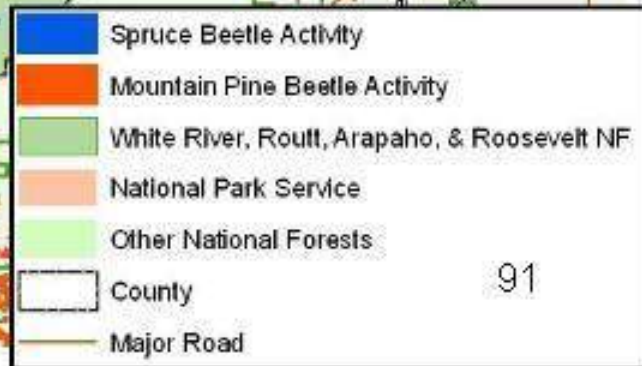 Spruce Beetle Activity
Mountain Pine Beetle Activity
White River, Routt, Arapaho, & Roosevelt NF
National Park Service
Other National Forests
County
91
Major Road